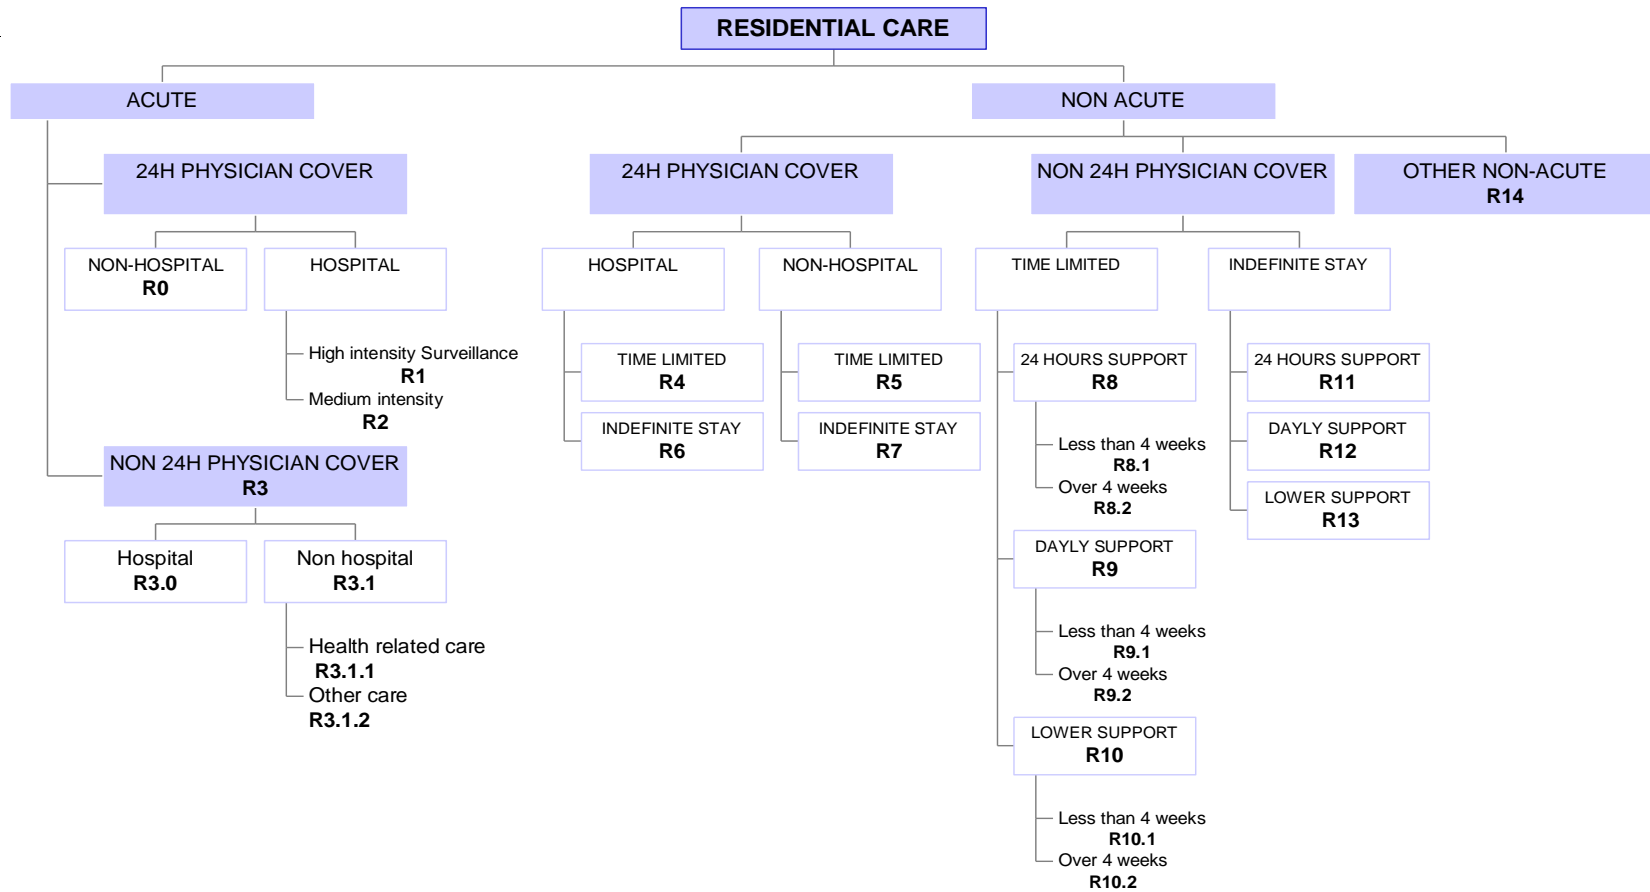 RESIDENTIAL CARE
ACUTE
NON ACUTE
24H PHYSICIAN COVER
24H PHYSICIAN COVER
NON 24H PHYSICIAN COVER
OTHER NON-ACUTE
R14
NON-HOSPITAL
R0
HOSPITAL
HOSPITAL
NON-HOSPITAL
TIME LIMITED
INDEFINITE STAY
High intensity Surveillance
R1
Medium intensity
R2
TIME LIMITED
R4
INDEFINITE STAY
R6
TIME LIMITED
R5
INDEFINITE STAY
R7
24 HOURS SUPPORT
R8
Less than 4 weeks
R8.1
Over 4 weeks
R8.2
DAYLY SUPPORT
R9
Less than 4 weeks
R9.1
Over 4 weeks
R9.2
LOWER SUPPORT
R10
Less than 4 weeks
R10.1
Over 4 weeks
R10.2
24 HOURS SUPPORT
R11
DAYLY SUPPORT
R12
LOWER SUPPORT
R13
NON 24H PHYSICIAN COVER
R3
Hospital
R3.0
Non hospital
R3.1
Health related care
R3.1.1
Other care
R3.1.2